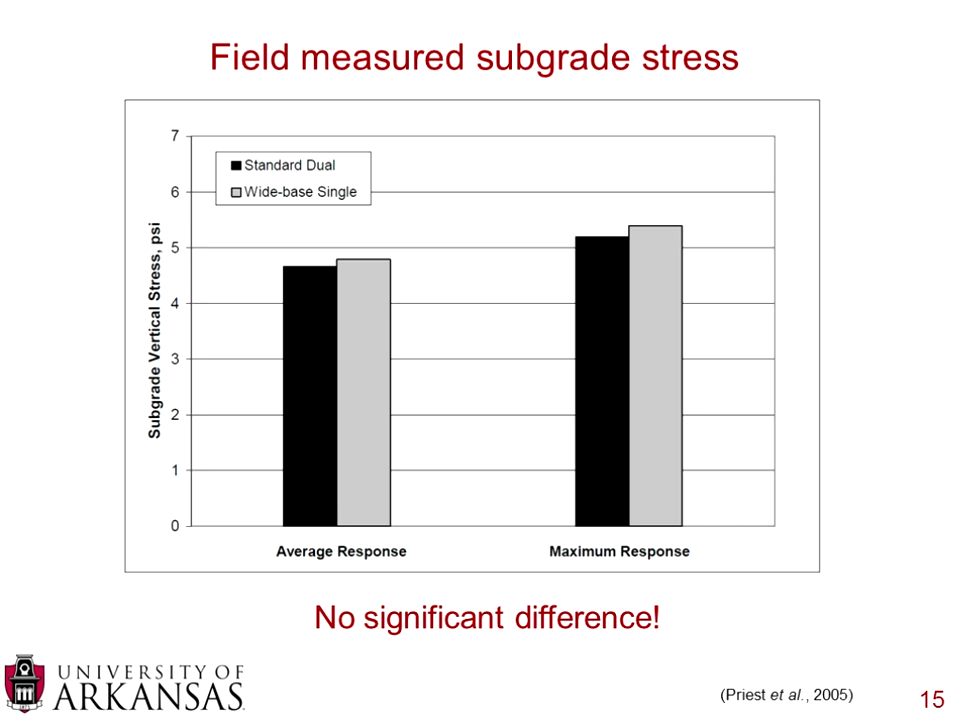 Field measured subgrade stress
7
6
5
4
3
2
1
0
Subgrade Vertical Stress, psi
Standard Dual
Wide-base Single
Average Response
Maximum Response
No significant difference!
UNIVERSITY OF
ARKANSAS
(Priest et al., 2005)
15